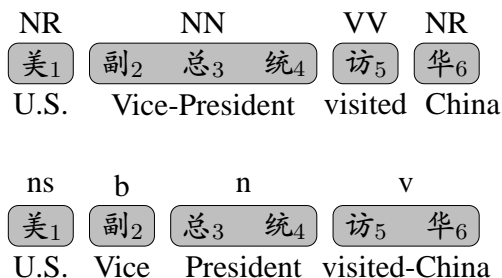 NR NN VV NR
美1 副2 总3 统4 访5 华6
U.S. Vice-President visited China
ns b n v
美1 副2 总3 统4 访5 华6
U.S. Vice President visited-China